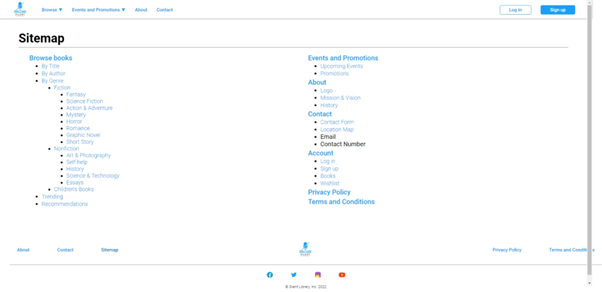 Browse ▼
Events and Promotions ▼
About
Contact
Log in
Sign up
Sitemap
Browse books
By Title
By Author
By Genre
Fiction
Fantasy
Science Fiction
Action & Adventure
Mystery
Horror
Romance
Graphic Novel
Short Story
Nonfiction
Art & Photography
Self-help
History
Science & Technology
Essays
Children's Books
Trending
Recommendations
Events and Promotions
Upcoming Events
Promotions
About
Logo
Mission & Vision
History
Contact
Contact Form
Location Map
Email
Contact Number
Account
Log In
Sign up
Books
Wishlist
Privacy Policy
Terms and Conditions
About
Contact
Sitemap
Privacy Policy
Terms and Conditions
© Silent Library, Inc. 2022